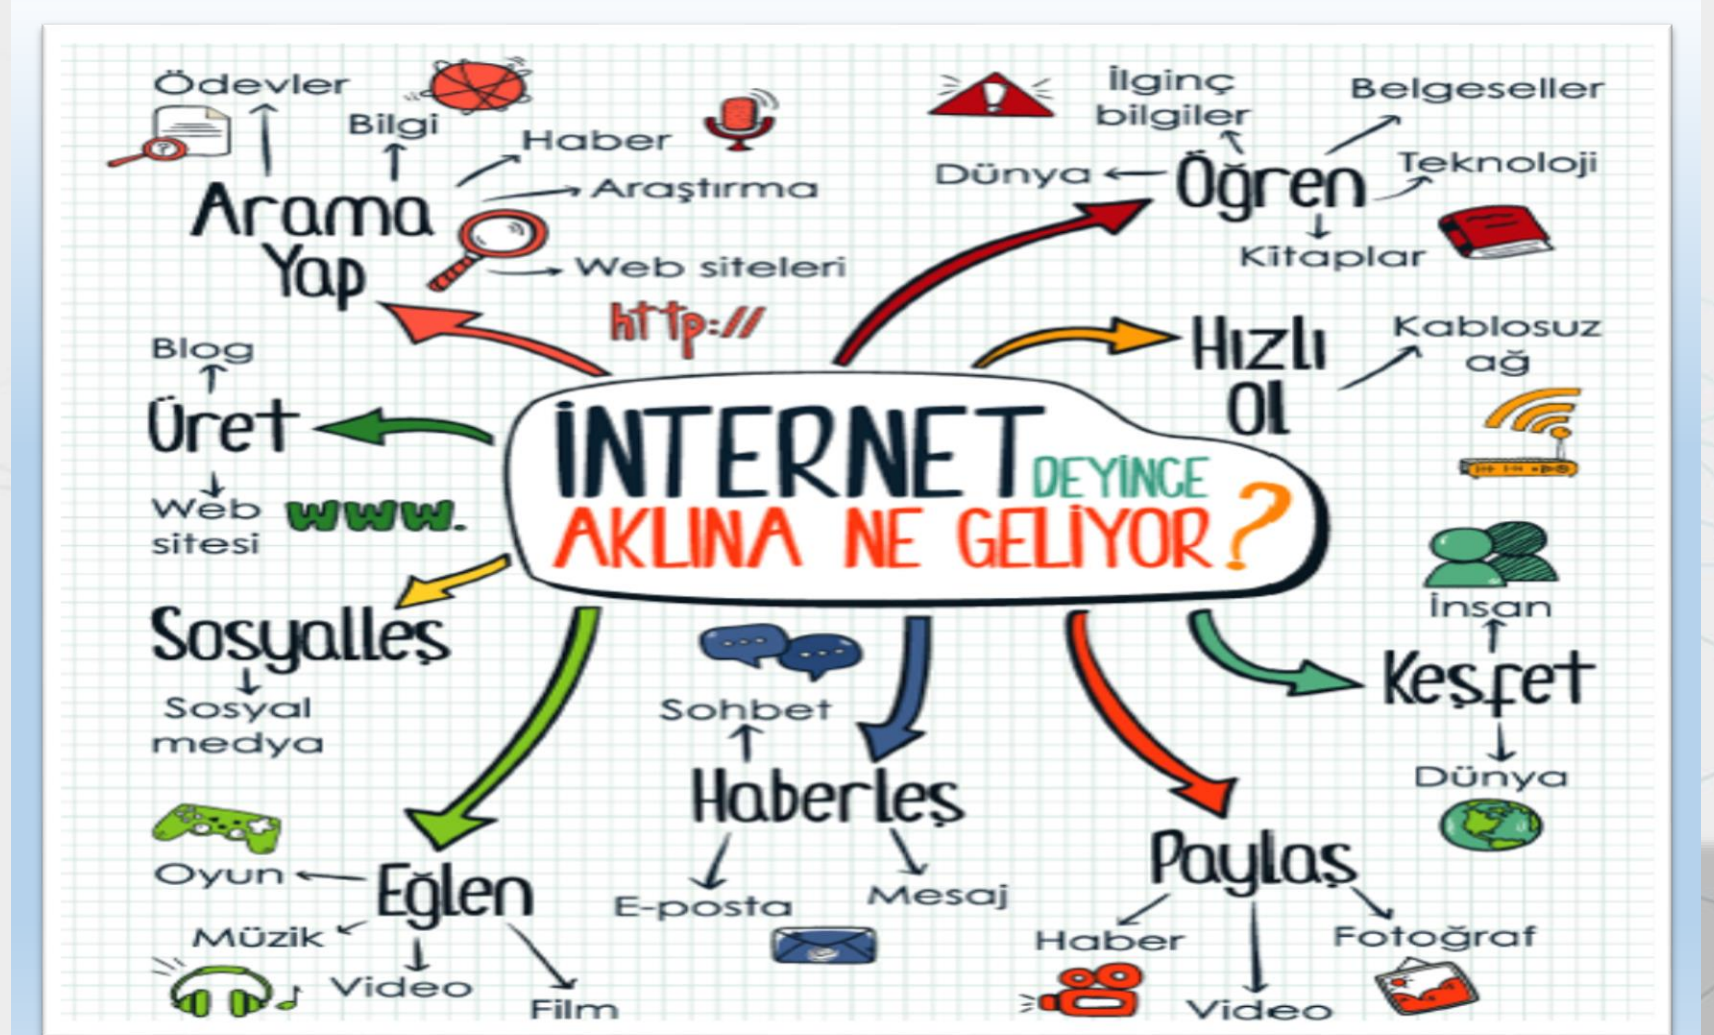 Ödevler
Bilgi
Haber
Araştırma
Arama
Yap
Web siteleri
http://
İlginç
bilgiler
Belgeseller
Dünya
Öğren
Teknoloji
Kitaplar
Hızlı
Ol
Kablosuz
ağ
Blog
Üret
Web
sitesi
www.
İNTERNET DEYİNCE
AKLINA NE GELİYOR?
Sosyalleş
Sosyal
medya
İnsan
Keşfet
Dünya
Sohbet
Haberleş
E-posta
Mesaj
Oyun
Eğlen
Müzik
Video
Film
Paylaş
Haber
Fotoğraf
Video